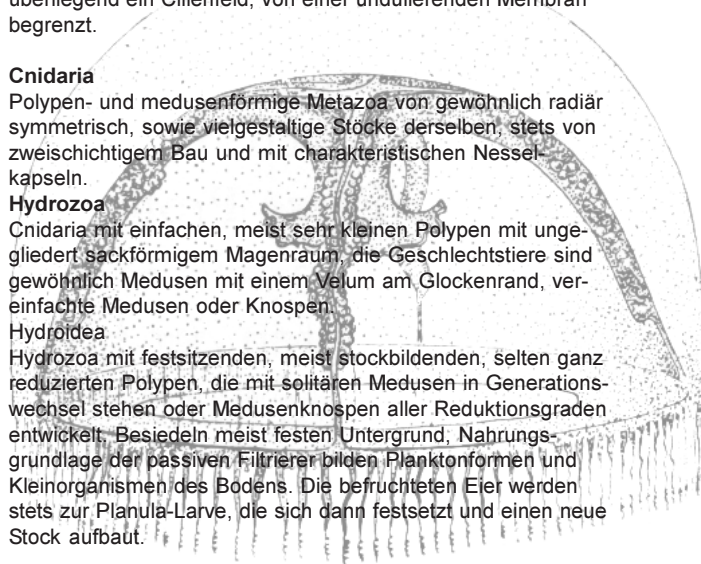 überliegend ein Cilienfeld, von einer undulierenden Membran
begrenzt.
Cnidaria
Polypen- und medusenförmige Metazoa von gewöhnlich radiär
symmetrisch, sowie vielgestaltige Stöcke derselben, stets von
zweischichtigem Bau und mit charakteristischen Nessel-
kapseln.
Hydrozoa
Cnidaria mit einfachen, meist sehr kleinen Polypen mit unge-
gliedert sackförmigem Magenraum, die Geschlechtstiere sind
gewöhnlich Medusen mit einem Velum am Glockenrand, ver-
einfachte Medusen oder Knospen.
Hydroidea
Hydrozoa mit festsitzenden, meist stockbildenden, selten ganz
reduzierten Polypen, die mit solitären Medusen in Generations-
wechsel stehen oder Medusenknospen aller Reduktionsgraden
entwickelt. Besiedeln meist festen Untergrund, Nahrungs-
grundlage der passiven Filtrierer bilden Planktonformen und
Kleinorganismen des Bodens. Die befruchteten Eier werden
stets zur Planula-Larve, die sich dann festsetzt und einen neue
Stock aufbaut.